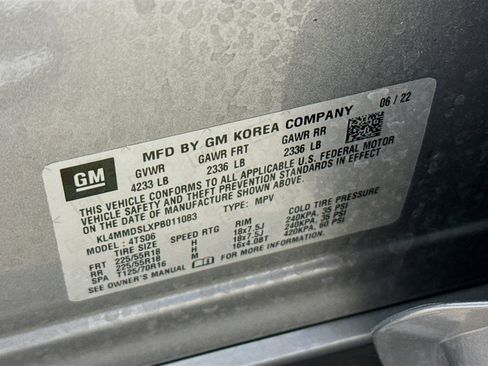 GM
MFD BY GM KOREA COMPANY 06 / 22
GVWR GAWR FRT GAWR RR
4233 LB 2336 LB 2336 LB
THIS VEHICLE CONFORMS TO ALL APPLICABLE U.S. FEDERAL MOTOR
VEHICLE SAFETY AND THEFT PREVENTION STANDARDS IN EFFECT
ON THE DATE OF MANUFACTURE SHOWN ABOVE.
KL4MMDSLXPB011083 TYPE: MPV
MODEL: 4TS06
TIRE SIZE SPEED RTG RIM COLD TIRE PRESSURE
FRT 225/55R18 H 18x7.5J 240KPA, 35 PSI
RR 225/55R18 H 18x7.5J 240KPA, 35 PSI
SPA T125/70R16 M 16x4.0BT 420KPA, 60 PSI
SEE OWNER'S MANUAL